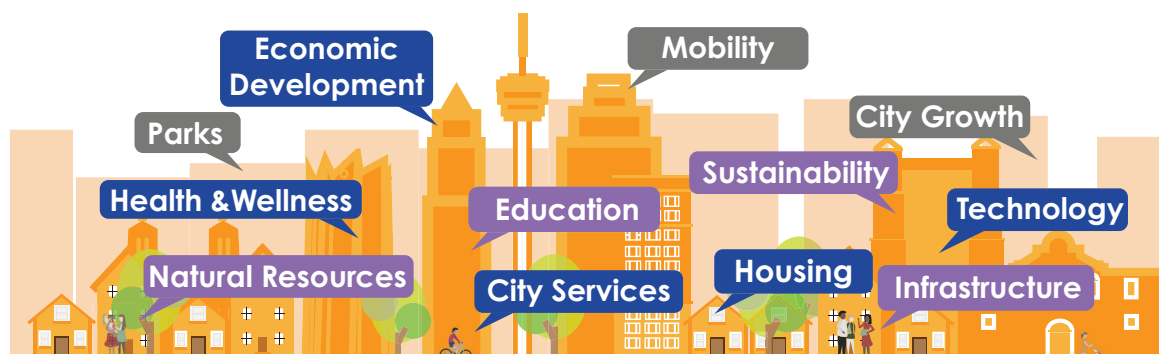 Economic
Development
Mobility
Parks
City Growth
Sustainability
Health &Wellness
Education
Technology
Natural Resources
City Services
Housing
Infrastructure